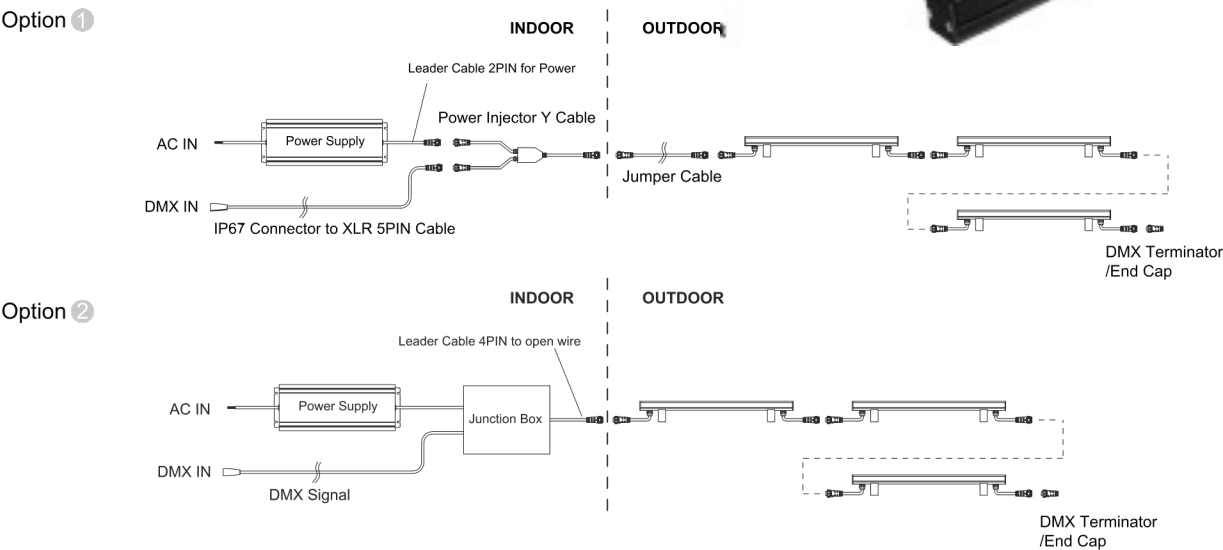 Option 1
INDOOR
OUTDOOR
Leader Cable 2PIN for Power
Power Injector Y Cable
AC IN
Power Supply
Jumper Cable
DMX IN
IP67 Connector to XLR 5PIN Cable
DMX Terminator
/End Cap
Option 2
INDOOR
OUTDOOR
Leader Cable 4PIN to open wire
AC IN
Power Supply
Junction Box
DMX IN
DMX Signal
DMX Terminator
/End Cap